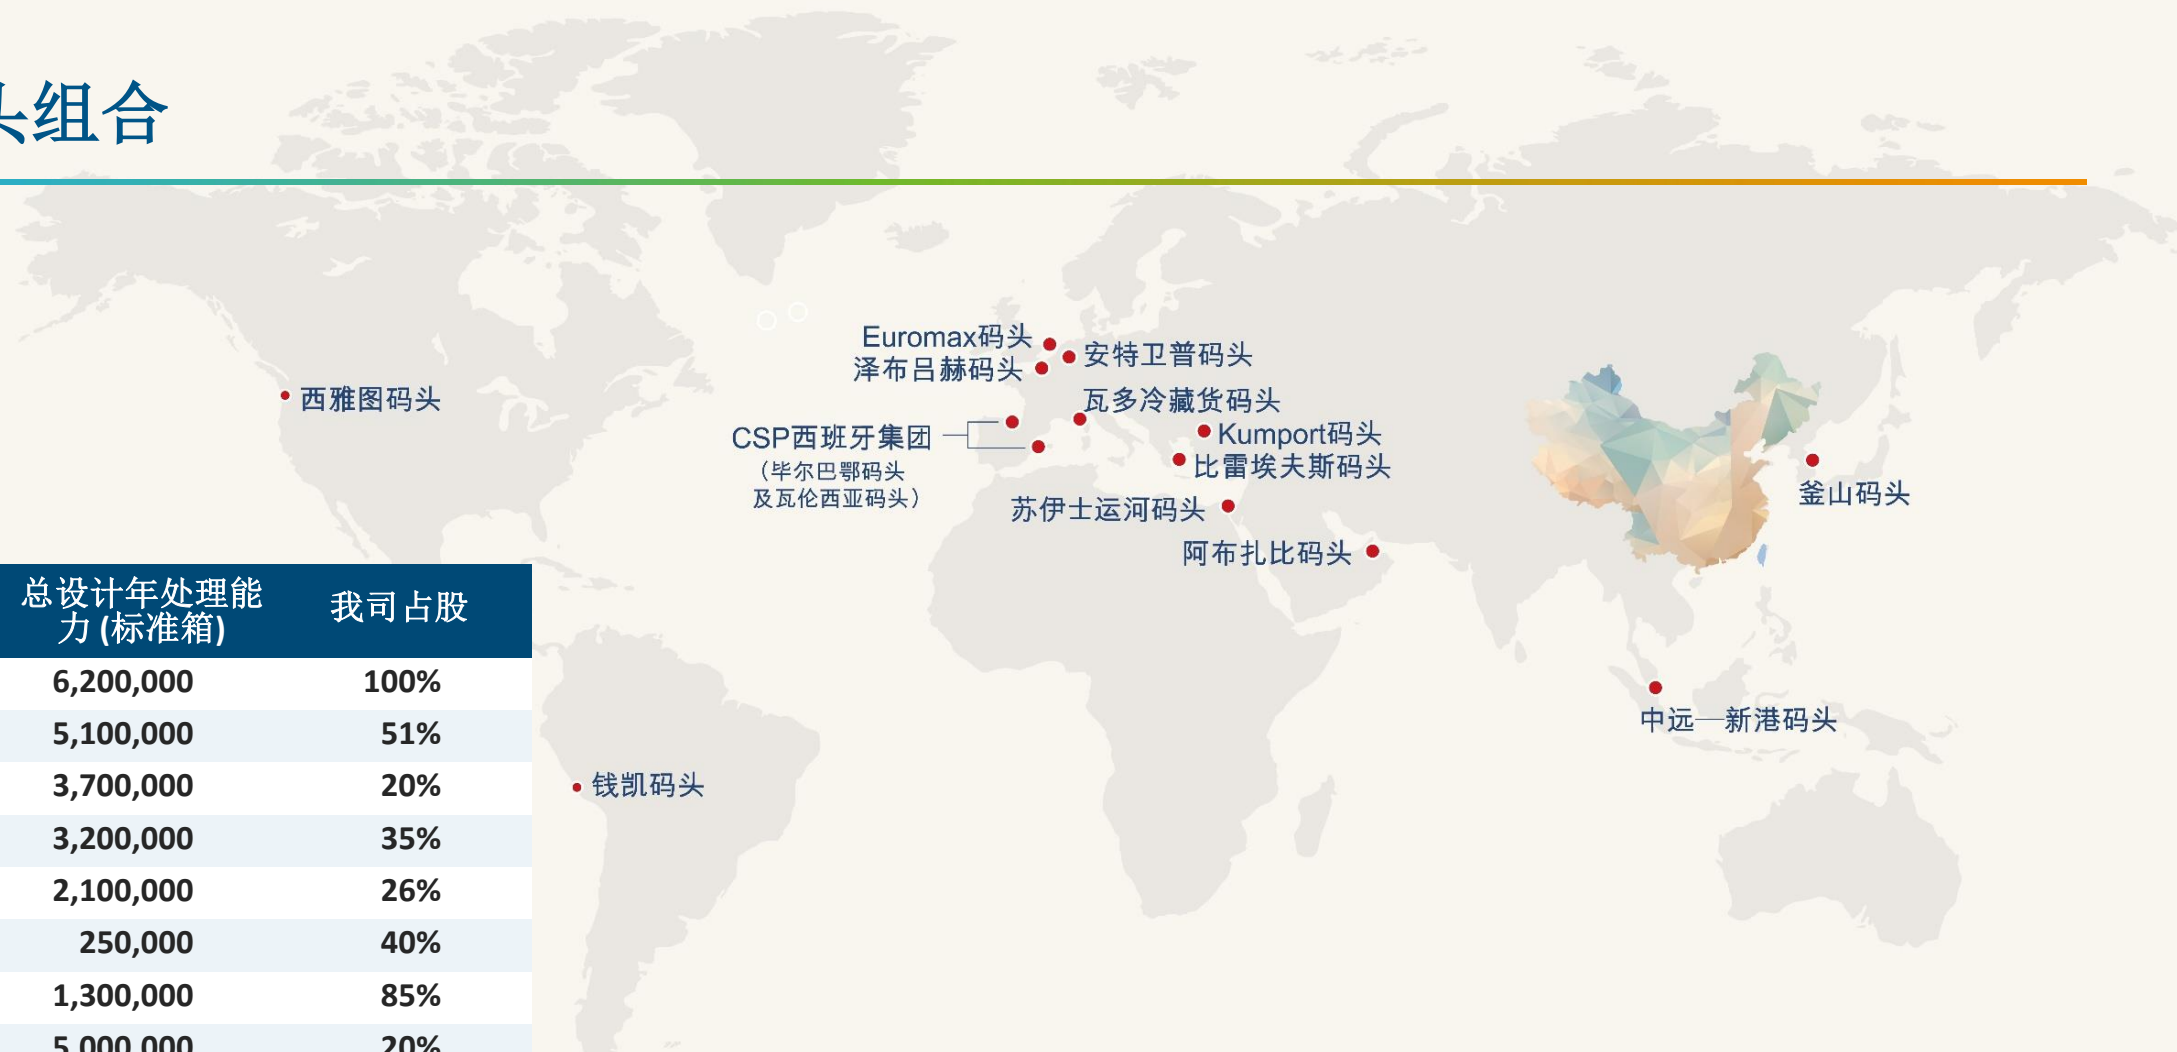 头组合
Euromax码头
安特卫普码头
泽布吕赫码头
西雅图码头
瓦多冷藏货码头
CSP西班牙集团
Kumport码头
(毕尔巴鄂码头
比雷埃夫斯码头
及瓦伦西亚码头)
釜山码头
苏伊士运河码头
阿布扎比码头
总设计年处理能
力 (标准箱)
我司占股
6,200,000 100%
5,100,000 51%
中远—新港码头
3,700,000 20%
钱凯码头
3,200,000 35%
2,100,000 26%
250,000 40%
1,300,000 85%
5,000,000 20%